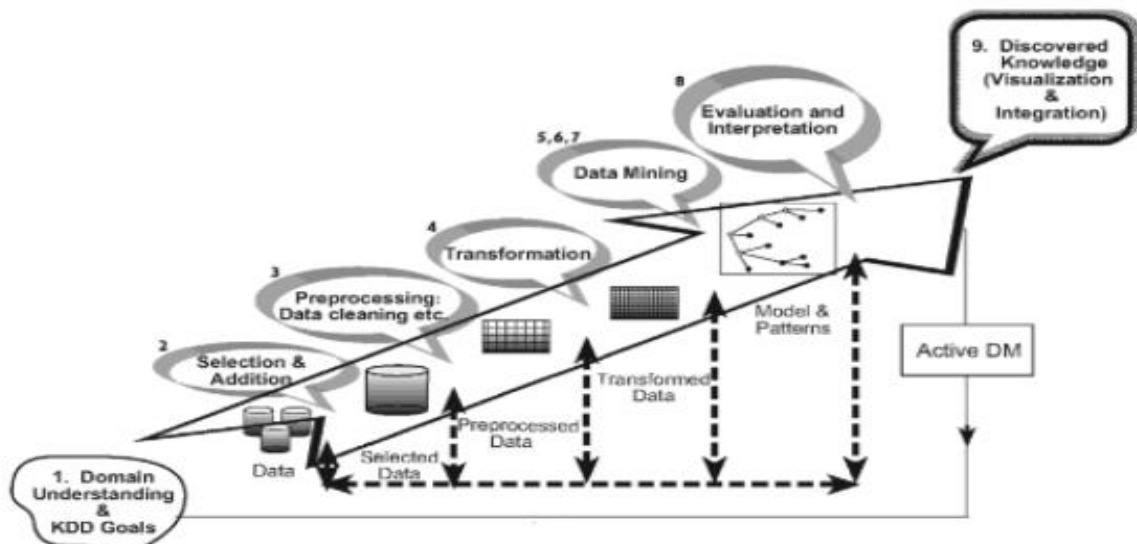 9. Discovered
Knowledge
(Visualization
&
Integration)
8
Evaluation and
Interpretation
5,6,7
Data Mining
4
Transformation
3
Preprocessing:
Data cleaning etc.
2
Selection &
Addition
Model &
Patterns
Active DM
Transformed
Data
Preprocessed
Data
Selected
Data
Data
1. Domain
Understanding
&
KDD Goals